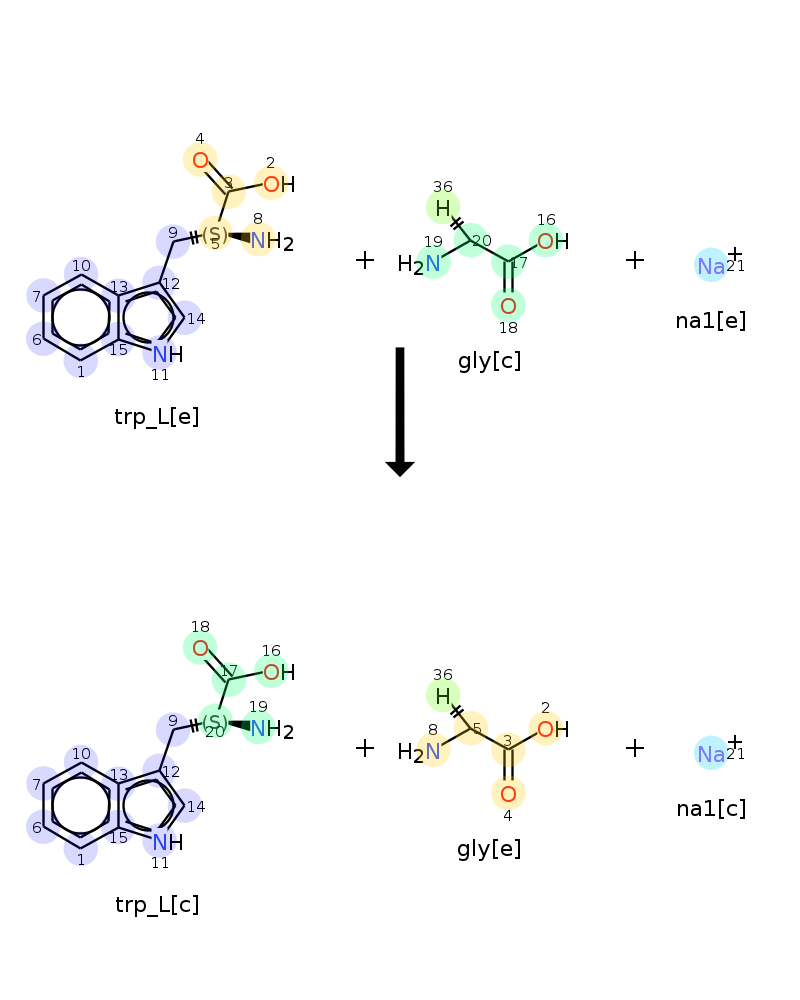 4
O
3
2
OH
8
NH2
9
(S)
5
10
7
13
12
14
6
15
NH
11
1
trp_L[e]
+
36
H
19
H2N
20
17
16
OH
O
18
gly[c]
+
Na+
21
na1[e]
18
O
17
16
OH
19
NH2
9
(S)
20
10
7
13
12
14
6
15
NH
11
1
trp_L[c]
+
36
H
8
H2N
5
3
2
OH
O
4
gly[e]
+
Na+
21
na1[c]